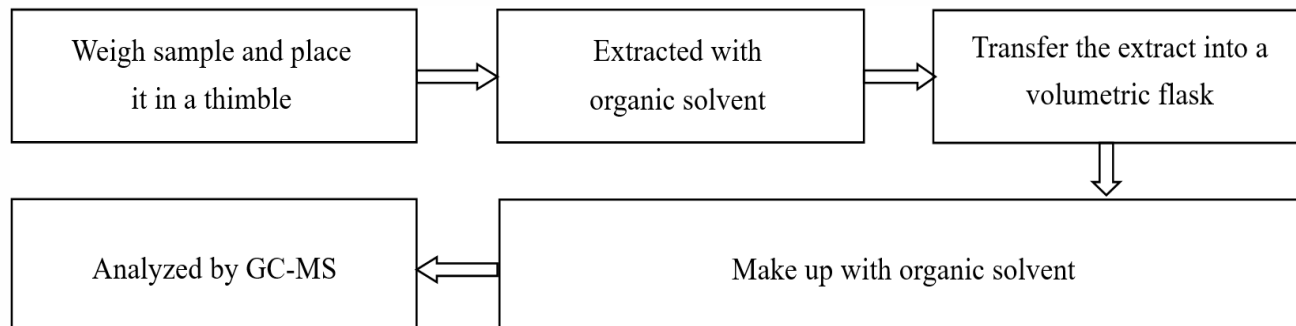 Weigh sample and place
it in a thimble
Extracted with
organic solvent
Transfer the extract into a
volumetric flask
Make up with organic solvent
Analyzed by GC-MS